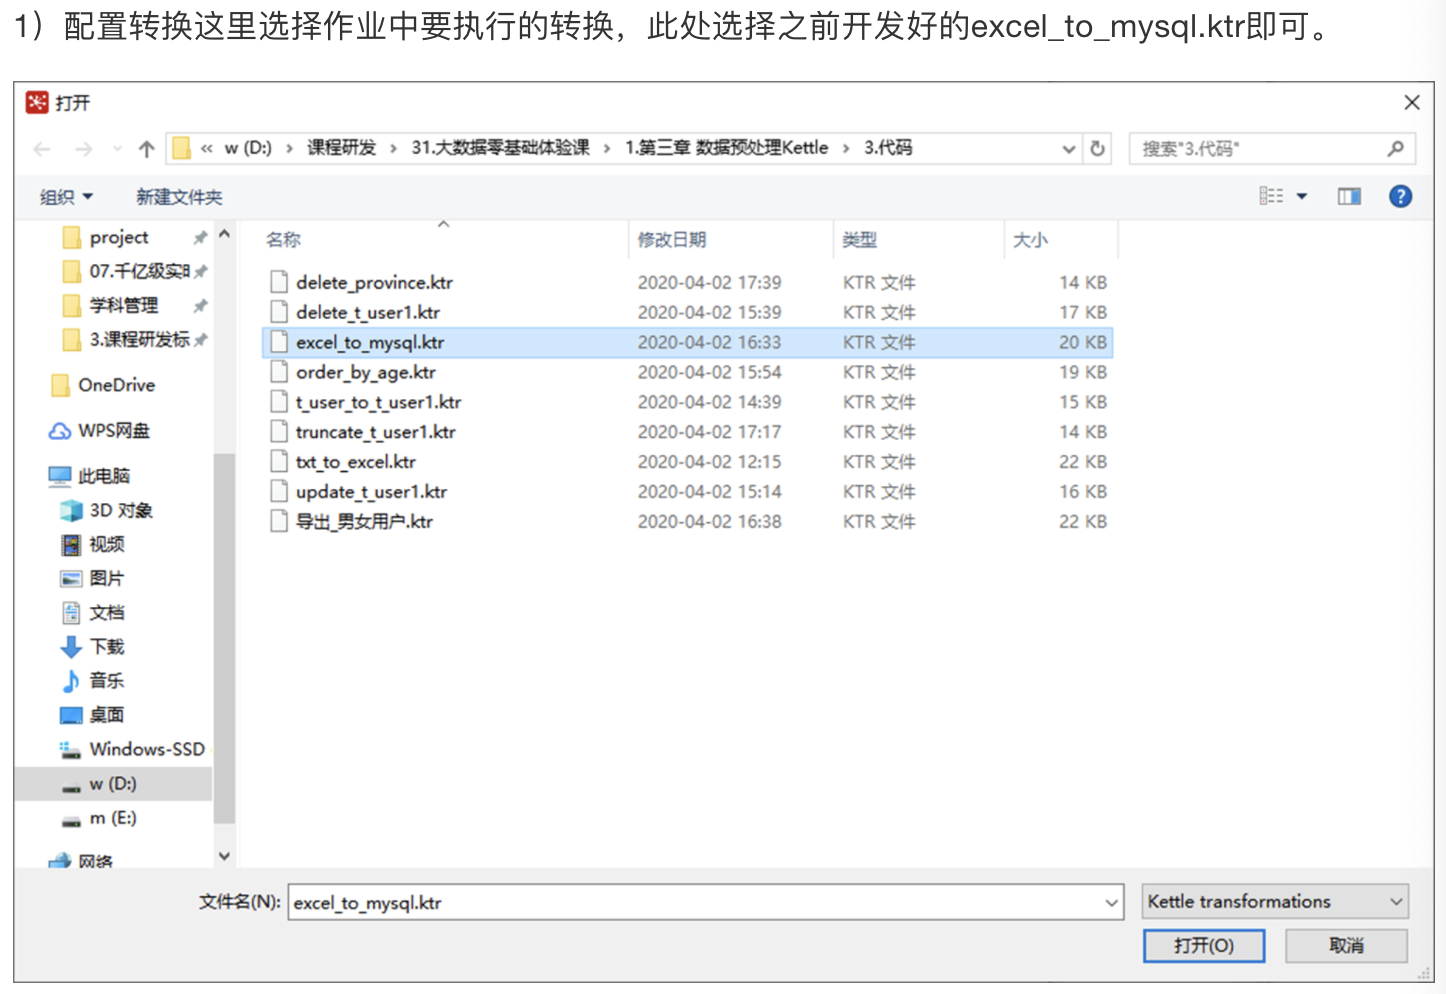 1）配置转换这里选择作业中要执行的转换，此处选择之前开发好的excel_to_mysql.ktr即可。
打开
« w (D:) › 课程研发 › 31.大数据零基础体验课 › 1.第三章 数据预处理Kettle › 3.代码
搜索"3.代码"
组织 新建文件夹
project
07.千亿级实
学科管理
3.课程研发标
OneDrive
WPS网盘
此电脑
3D 对象
视频
图片
文档
下载
音乐
桌面
Windows-SSD
w (D:)
m (E:)
网络
名称 修改日期 类型 大小
delete_province.ktr 2020-04-02 17:39 KTR 文件 14 KB
delete_t_user1.ktr 2020-04-02 15:39 KTR 文件 17 KB
excel_to_mysql.ktr 2020-04-02 16:33 KTR 文件 20 KB
order_by_age.ktr 2020-04-02 15:54 KTR 文件 19 KB
t_user_to_t_user1.ktr 2020-04-02 14:39 KTR 文件 15 KB
truncate_t_user1.ktr 2020-04-02 17:17 KTR 文件 14 KB
txt_to_excel.ktr 2020-04-02 12:15 KTR 文件 22 KB
update_t_user1.ktr 2020-04-02 15:14 KTR 文件 16 KB
导出_男女用户.ktr 2020-04-02 16:38 KTR 文件 22 KB
文件名(N): excel_to_mysql.ktr Kettle transformations
打开(O) 取消